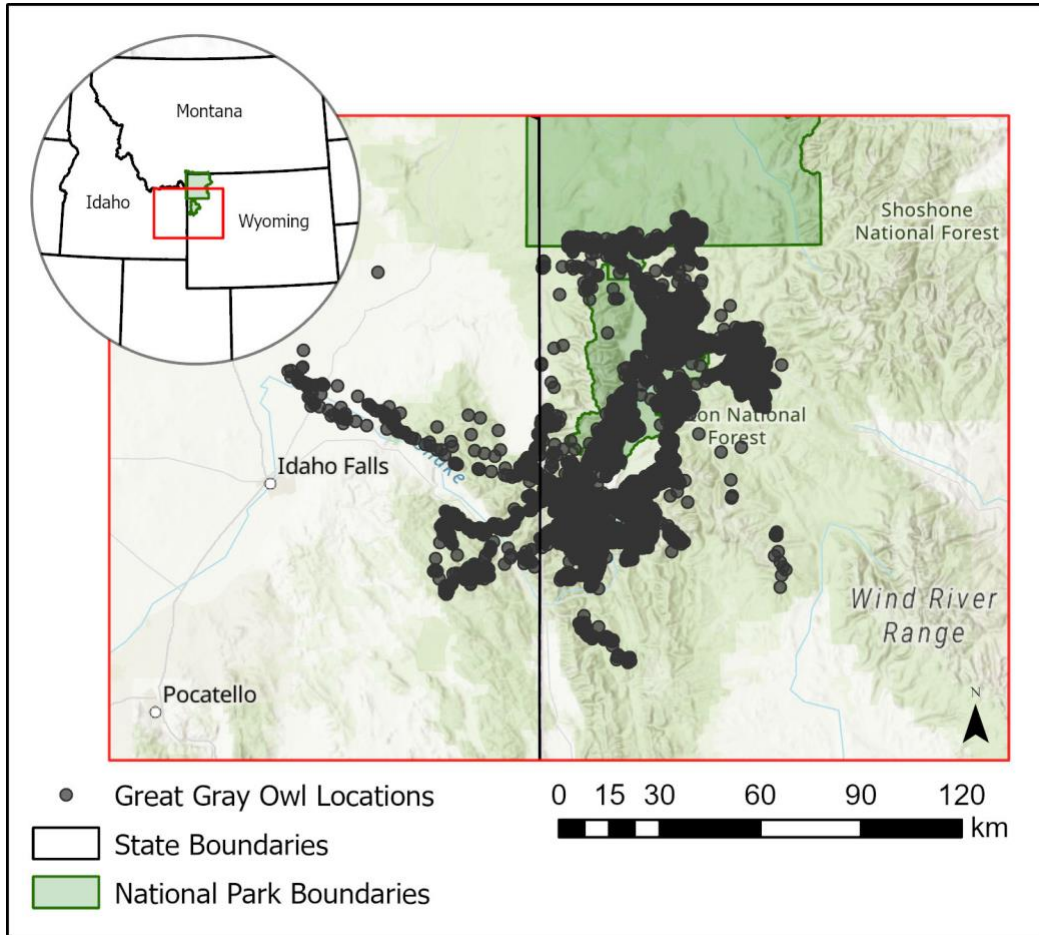 Montana
Idaho
Wyoming
Shoshone
National Forest
on National
Forest
Idaho Falls
Snake
Wind River
Range
Pocatello
N
Great Gray Owl Locations
State Boundaries
National Park Boundaries
0 15 30 60 90 120
km